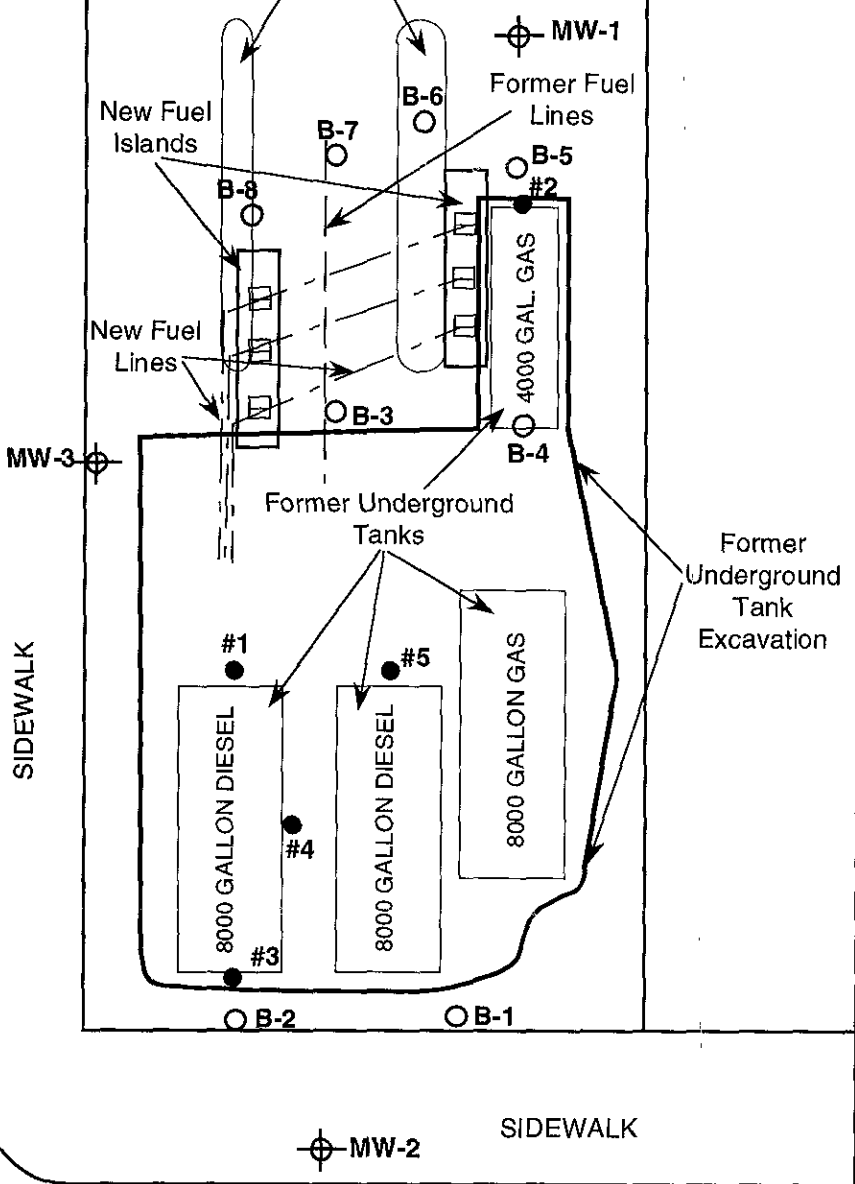 MW-1
Former Fuel
Lines
B-6
New Fuel
Islands
B-7
B-5
#2
B-8
4000 GAL. GAS
New Fuel
Lines
B-3
B-4
MW-3
Former Underground
Tanks
Former
Underground
Tank
Excavation
SIDEWALK
#1
#5
8000 GALLON DIESEL
8000 GALLON DIESEL
8000 GALLON GAS
#4
#3
B-2
B-1
SIDEWALK
MW-2